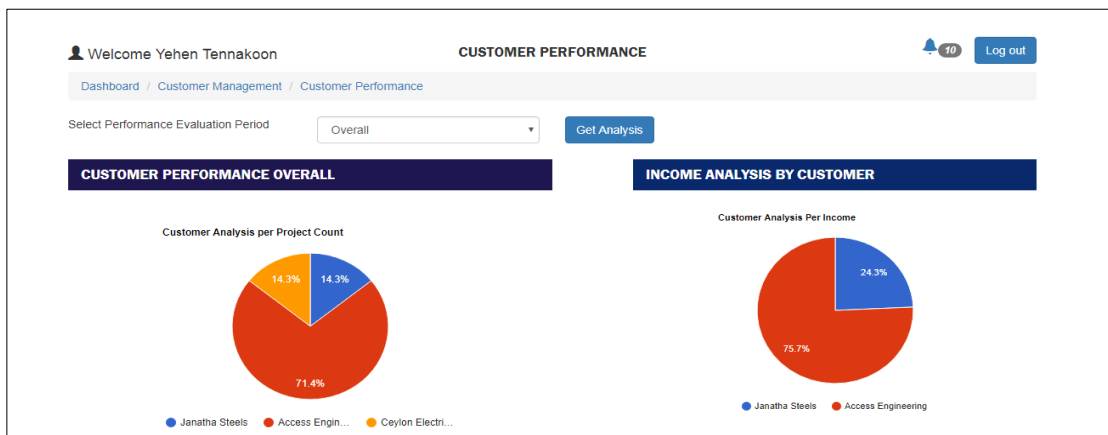 Welcome Yehen Tennakoon
CUSTOMER PERFORMANCE
10
Log out
Dashboard / Customer Management / Customer Performance
Select Performance Evaluation Period
Overall
Get Analysis
CUSTOMER PERFORMANCE OVERALL
Customer Analysis per Project Count
14.3%
14.3%
71.4%
Janatha Steels
Access Engin...
Ceylon Electri...
INCOME ANALYSIS BY CUSTOMER
Customer Analysis Per Income
24.3%
75.7%
Janatha Steels
Access Engineering